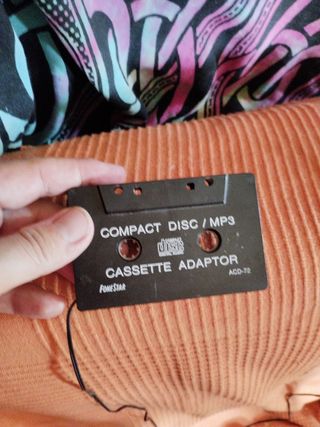 COMPACT DISC / MP3
CASSETTE ADAPTOR
FONESTAR
ACD-72